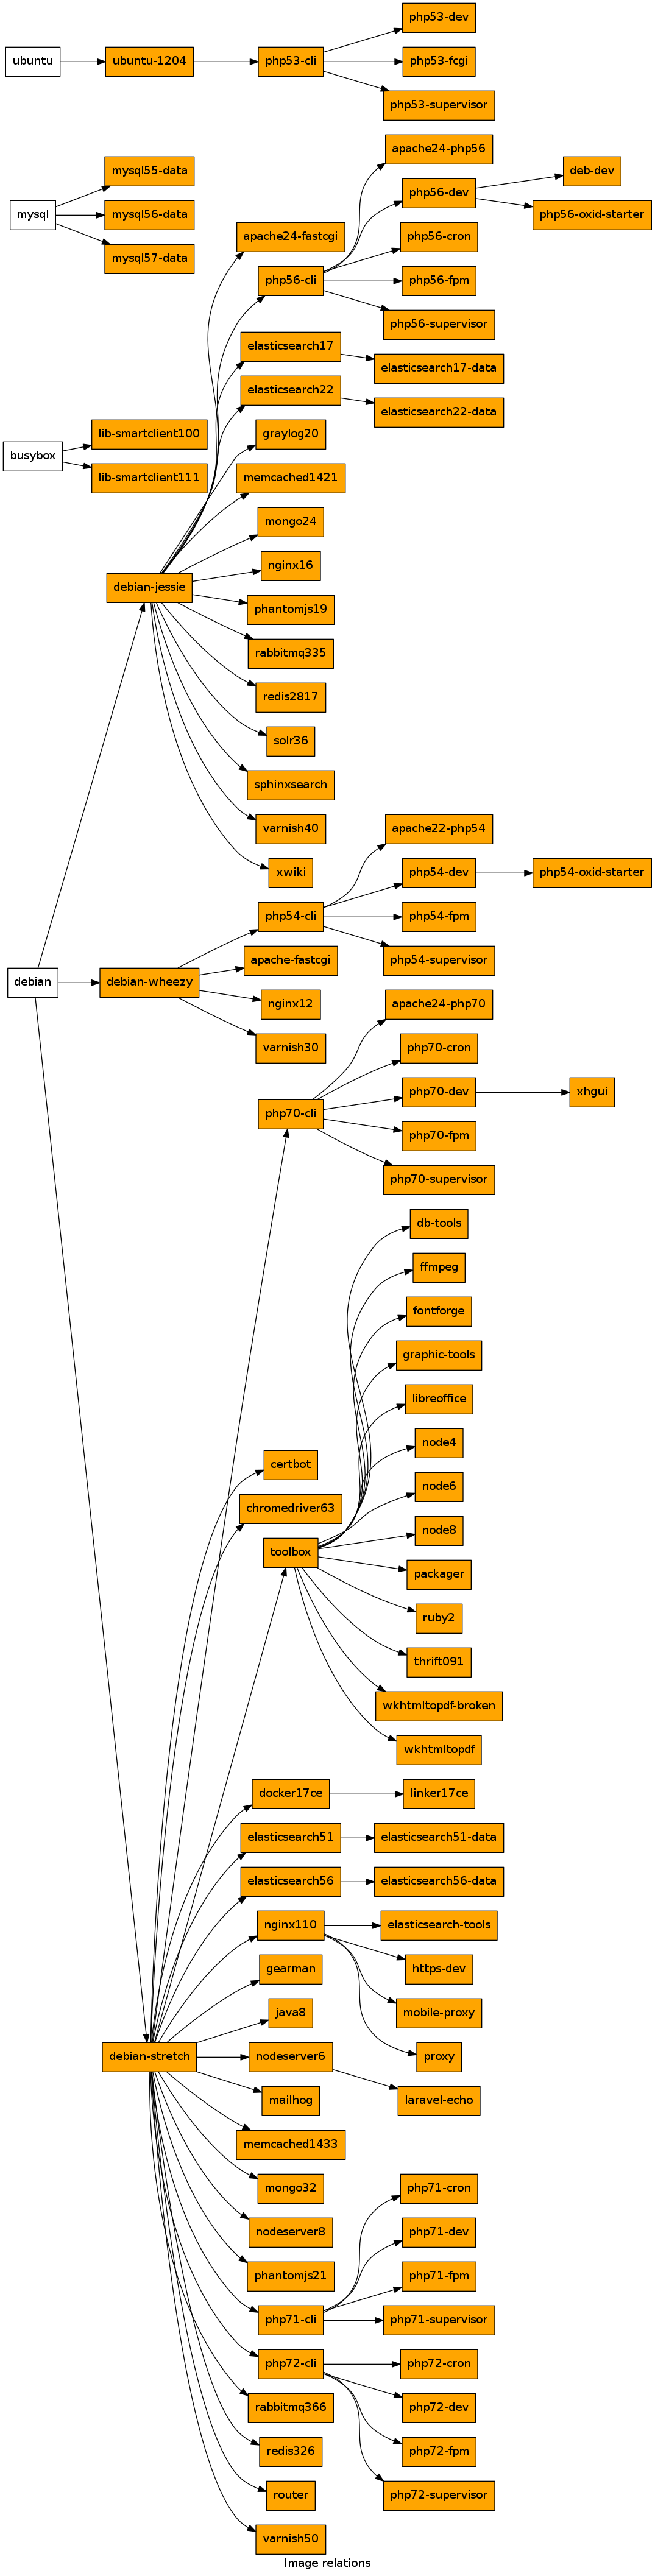 php53-dev
ubuntu
ubuntu-1204
php53-cli
php53-fcgi
php53-supervisor
apache24-php56
mysql55-data
deb-dev
php56-dev
mysql
mysql56-data
php56-oxid-starter
apache24-fastcgi
php56-cron
mysql57-data
php56-cli
php56-fpm
php56-supervisor
elasticsearch17
elasticsearch17-data
elasticsearch22
elasticsearch22-data
lib-smartclient100
graylog20
busybox
lib-smartclient111
memcached1421
mongo24
nginx16
debian-jessie
phantomjs19
rabbitmq335
redis2817
solr36
sphinxsearch
varnish40
apache22-php54
xwiki
php54-dev
php54-oxid-starter
php54-cli
php54-fpm
apache-fastcgi
php54-supervisor
debian
debian-wheezy
nginx12
apache24-php70
varnish30
php70-cron
php70-dev
xhgui
php70-cli
php70-fpm
php70-supervisor
db-tools
ffmpeg
fontforge
graphic-tools
libreoffice
node4
certbot
node6
chromedriver63
node8
toolbox
packager
ruby2
thrift091
wkhtmltopdf-broken
wkhtmltopdf
docker17ce
linker17ce
elasticsearch51
elasticsearch51-data
elasticsearch56
elasticsearch56-data
nginx110
elasticsearch-tools
gearman
https-dev
java8
mobile-proxy
debian-stretch
nodeserver6
proxy
mailhog
laravel-echo
memcached1433
mongo32
php71-cron
nodeserver8
php71-dev
phantomjs21
php71-fpm
php71-cli
php71-supervisor
php72-cli
php72-cron
rabbitmq366
php72-dev
redis326
php72-fpm
router
php72-supervisor
varnish50
Image relations